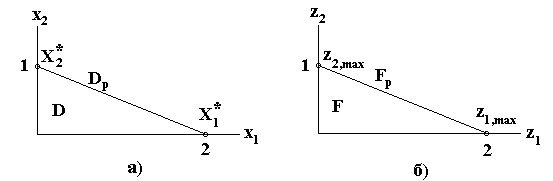 x₂
1
X₂*
Dₚ
D
X₁*
2
x₁
а)
z₂
1
z₂,max
Fₚ
F
z₁,max
2
z₁
б)